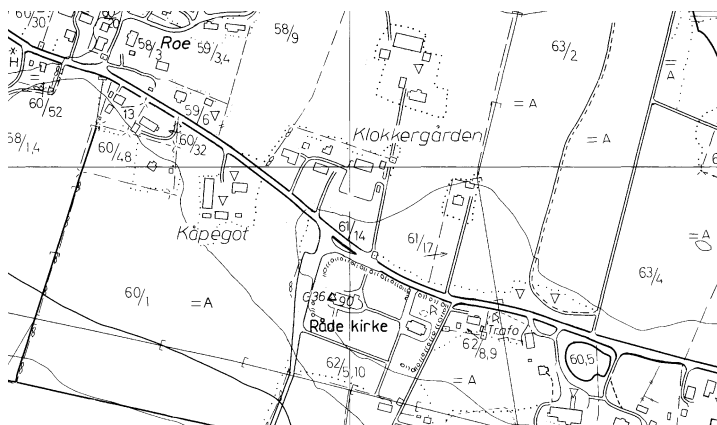 60/30
58/3
Roe
59/3,4
58/9
63/2
* H
60/52
13
59/6
= A
= A
= A
58/1,4
60/48
60/32
Klokkergården
Kåpegot
61/14
61/17
= A
63/4
60/1
= A
G36
Råde kirke
Trafo
62/8,9
60,5
62/5,10
= A